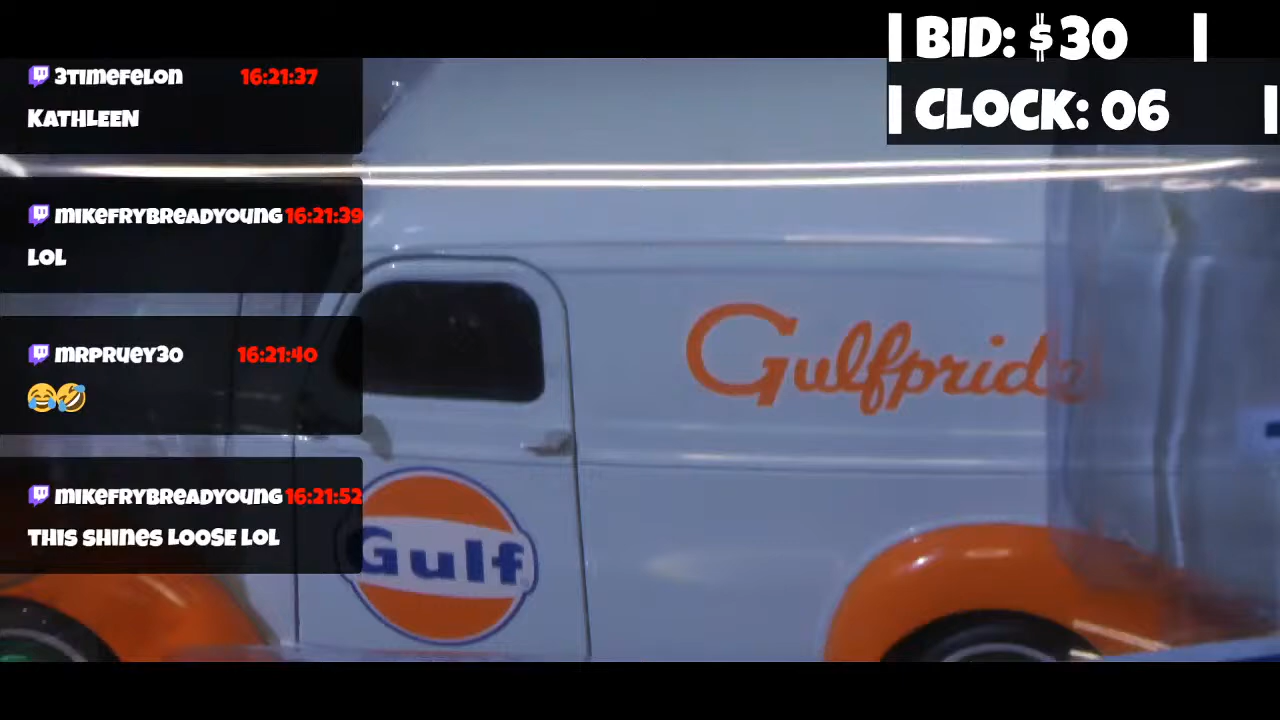 | BID: $30 |
| CLOCK: 06 |
3TIMEFELON 16:21:37
KATHLEEN
MIKEFRYBREADYOUNG 16:21:39
LOL
MRPRUEY30 16:21:40
😂🤣
MIKEFRYBREADYOUNG 16:21:52
THIS SHINES LOOSE LOL
Gulfpride
Gulf